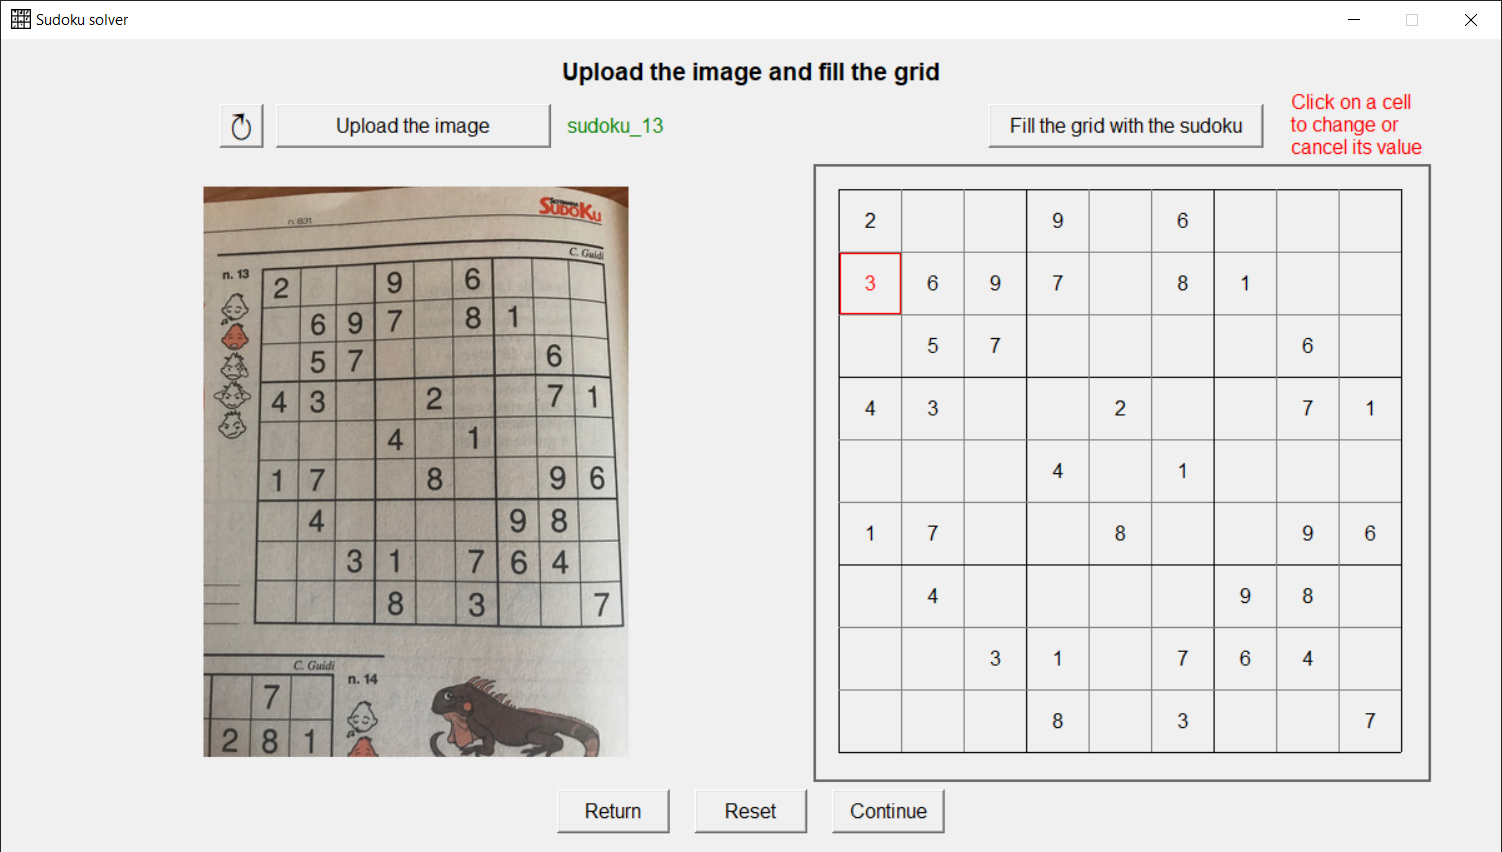 Sudoku solver
Upload the image and fill the grid
Upload the image
sudoku_13
Fill the grid with the sudoku
Click on a cell
to change or
cancel its value
n. 831
SETTIMANA
SUDOKU
C. Guidi
n. 13
2 9 6
6 9 7 8 1
5 7 6
4 3 2 7 1
4 1
1 7 8 9 6
4 9 8
3 1 7 6 4
8 3 7
C. Guidi
n. 14
7
2 8 1
2 9 6
3 6 9 7 8 1
5 7 6
4 3 2 7 1
4 1
1 7 8 9 6
4 9 8
3 1 7 6 4
8 3 7
Return
Reset
Continue